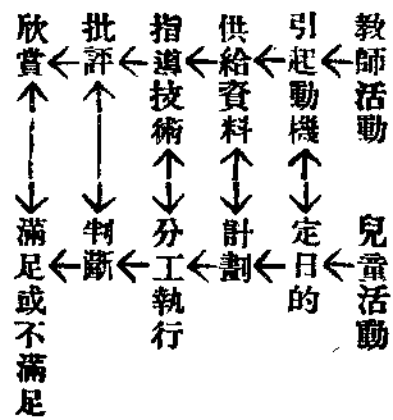 教師活動
引起動機
供給資料
指導技術
批評
欣賞
兒童活動
定目的
計劃
分工執行
判斷
滿足或不滿足